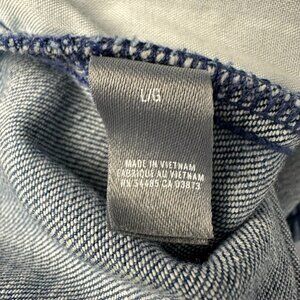 L/G
MADE IN VIETNAM
FABRIQUÉ AU VIETNAM
RN 54485 CA 03873